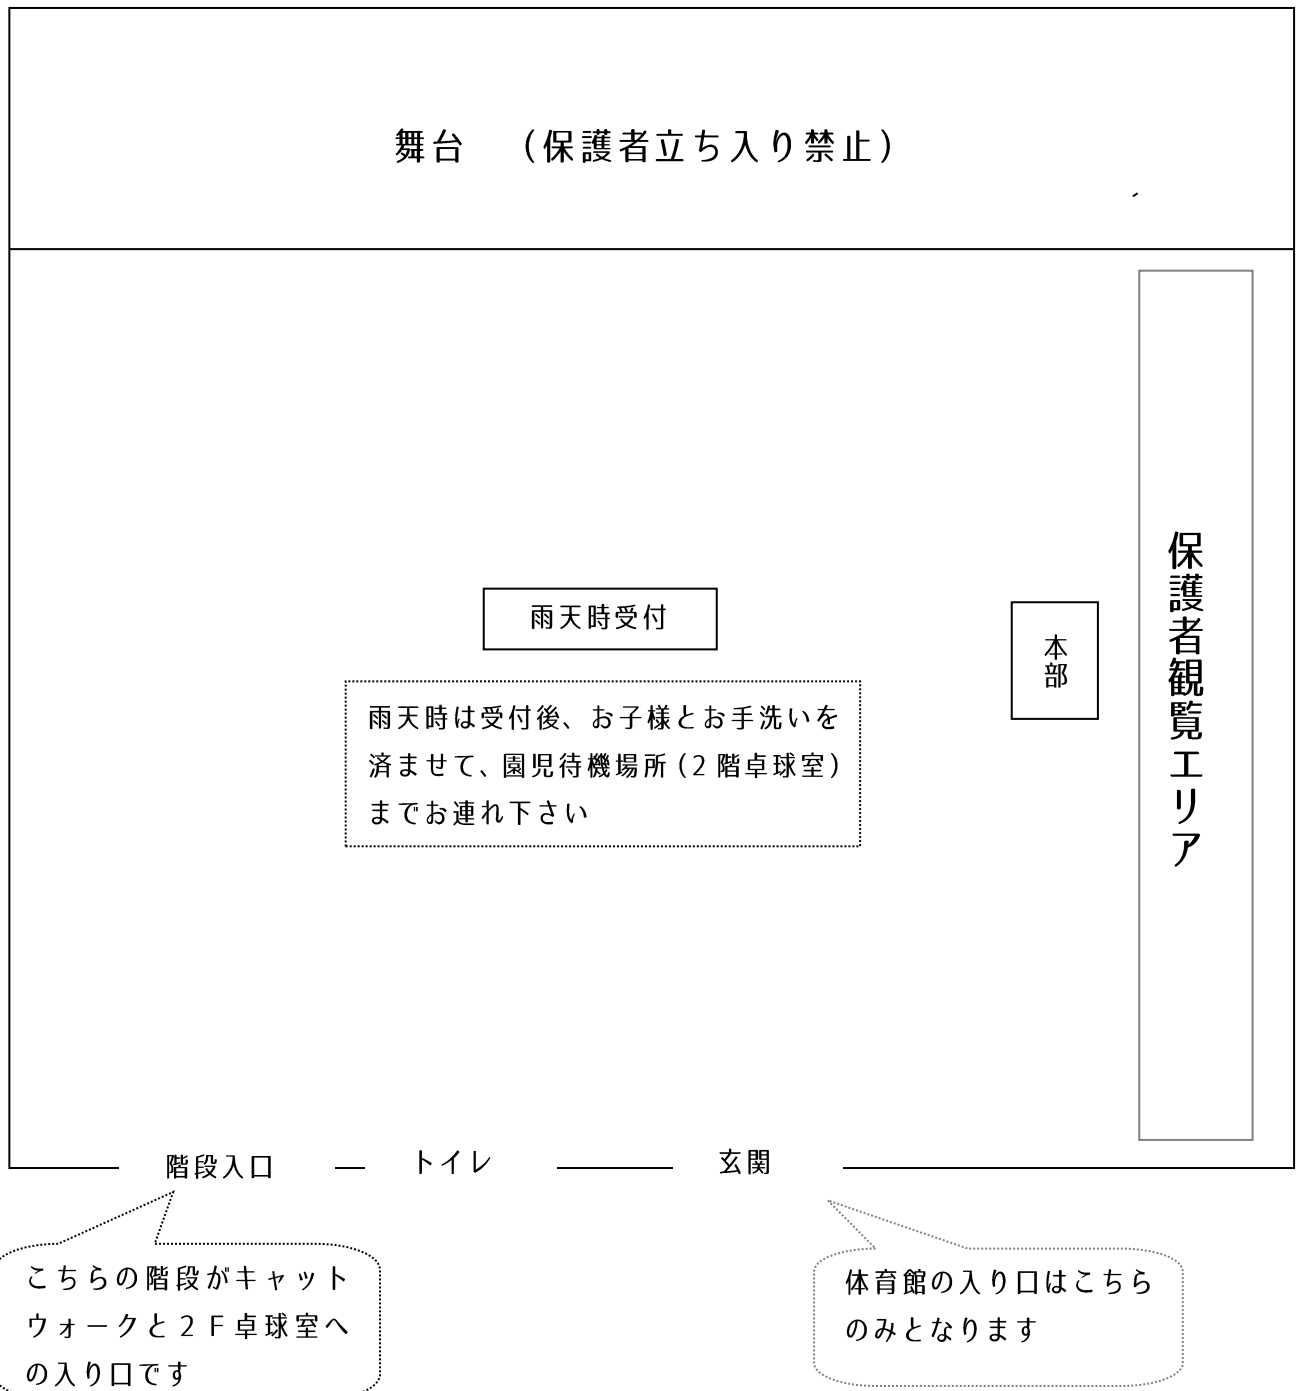 舞台　（保護者立ち入り禁止）
保護者観覧エリア
雨天時受付
本部
雨天時は受付後、お子様とお手洗いを
済ませて、園児待機場所（2 階卓球室）
までお連れ下さい
階段入口
トイレ
玄関
こちらの階段がキャット
ウォークと２Ｆ卓球室へ
の入り口です
体育館の入り口はこちら
のみとなります